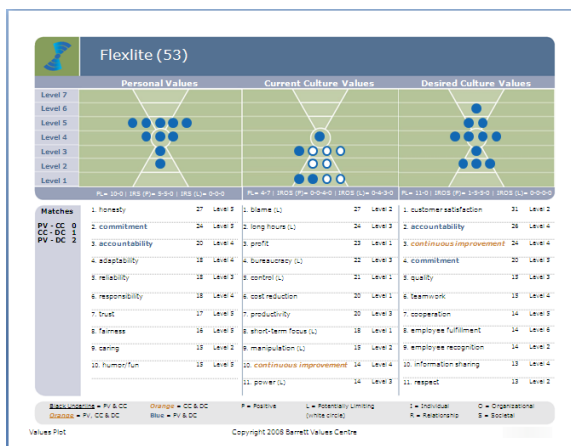 Flexlite (53)
Personal Values Current Culture Values Desired Culture Values
Level 7
Level 6
Level 5
Level 4
Level 3
Level 2
Level 1
PL= 10-0 | IRS (P)= 5-5-0 | IRS (L)= 0-0-0 PL= 4-7 | IROS (P)= 0-0-4-0 | IROS (L)= 0-4-3-0 PL= 11-0 | IROS (P)= 1-5-5-0 | IROS (L)= 0-0-0-0
Matches
PV - CC 0
CC - DC 1
PV - DC 2
1. honesty 27 Level 5
2. commitment 24 Level 5
3. accountability 20 Level 4
4. adaptability 18 Level 4
5. reliability 18 Level 3
6. responsibility 18 Level 4
7. trust 17 Level 5
8. fairness 16 Level 5
9. caring 15 Level 2
10. humor/fun 15 Level 5
1. blame (L) 27 Level 2
2. long hours (L) 24 Level 3
3. profit 23 Level 1
4. bureaucracy (L) 22 Level 3
5. control (L) 21 Level 1
6. cost reduction 20 Level 1
7. productivity 20 Level 3
8. short-term focus (L) 18 Level 1
9. manipulation (L) 15 Level 2
10. continuous improvement 14 Level 4
11. power (L) 14 Level 3
1. customer satisfaction 31 Level 2
2. accountability 26 Level 4
3. continuous improvement 24 Level 4
4. commitment 20 Level 5
5. quality 15 Level 3
6. teamwork 15 Level 4
7. cooperation 14 Level 5
8. employee fulfillment 14 Level 6
9. employee recognition 14 Level 2
10. information sharing 13 Level 4
11. respect 13 Level 2
Black Underline = PV & CC Orange = CC & DC P = Positive L = Potentially Limiting I = Individual O = Organizational
Orange = PV, CC & DC Blue = PV & DC (white circle) R = Relationship S = Societal
Values Plot Copyright 2008 Barrett Values Centre